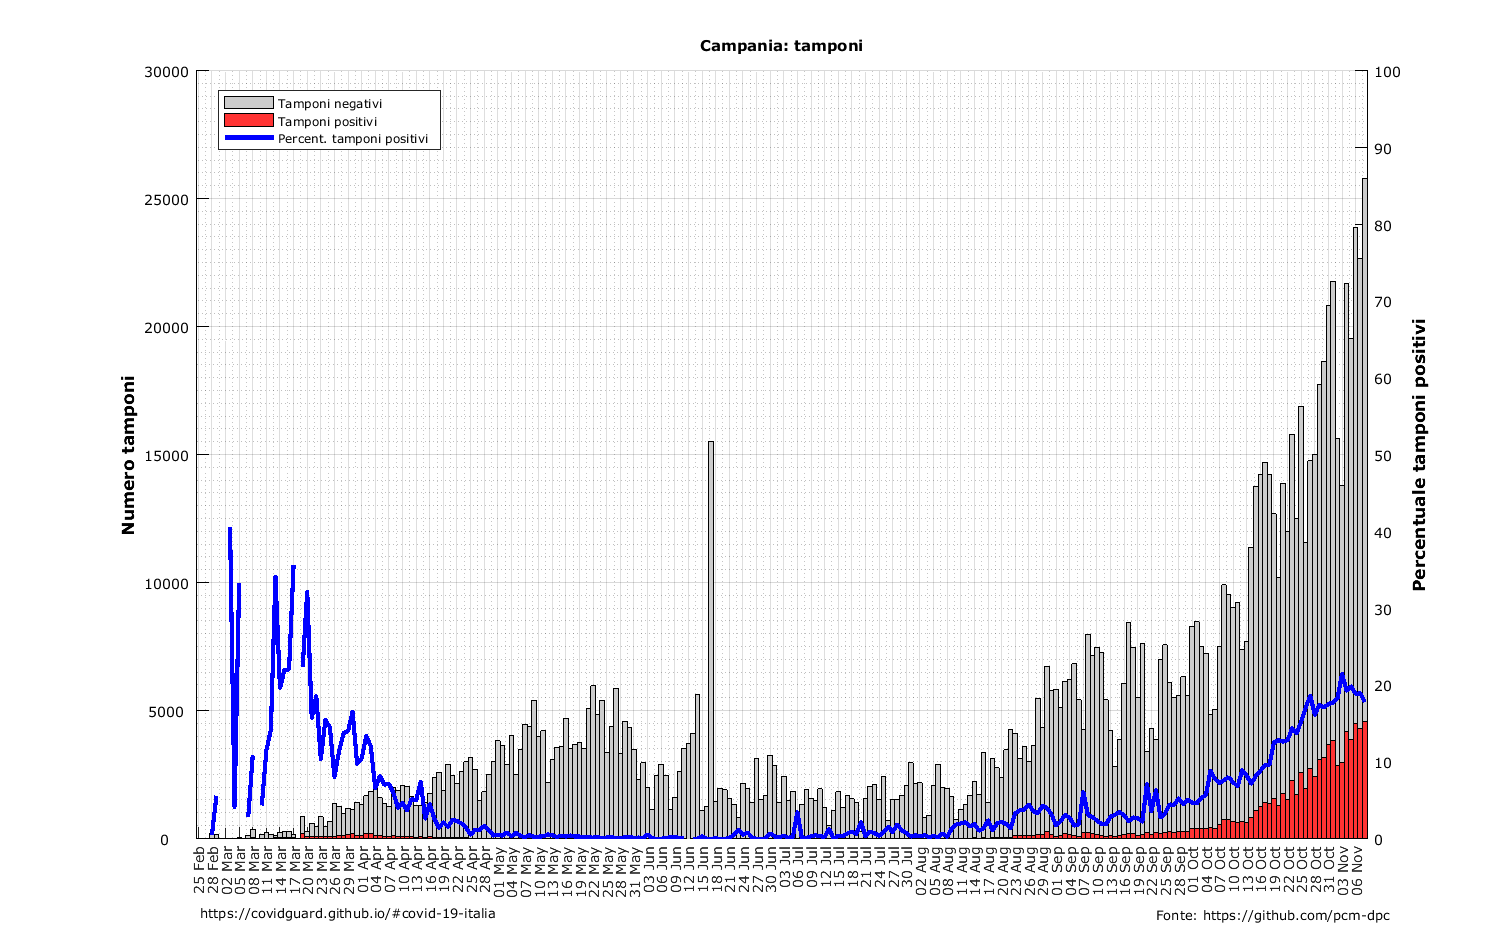 Campania: tamponi
30000
25000
20000
15000
10000
5000
0
Numero tamponi
Tamponi negativi
Tamponi positivi
Percent. tamponi positivi
100
90
80
70
60
50
40
30
20
10
0
Percentuale tamponi positivi
25 Feb
28 Feb
02 Mar
05 Mar
08 Mar
11 Mar
14 Mar
17 Mar
20 Mar
23 Mar
26 Mar
29 Mar
01 Apr
04 Apr
07 Apr
10 Apr
13 Apr
16 Apr
19 Apr
22 Apr
25 Apr
28 Apr
01 May
04 May
07 May
10 May
13 May
16 May
19 May
22 May
25 May
28 May
31 May
03 Jun
06 Jun
09 Jun
12 Jun
15 Jun
18 Jun
21 Jun
24 Jun
27 Jun
30 Jun
03 Jul
06 Jul
09 Jul
12 Jul
15 Jul
18 Jul
21 Jul
24 Jul
27 Jul
30 Jul
02 Aug
05 Aug
08 Aug
11 Aug
14 Aug
17 Aug
20 Aug
23 Aug
26 Aug
29 Aug
01 Sep
04 Sep
07 Sep
10 Sep
13 Sep
16 Sep
19 Sep
22 Sep
25 Sep
28 Sep
01 Oct
04 Oct
07 Oct
10 Oct
13 Oct
16 Oct
19 Oct
22 Oct
25 Oct
28 Oct
31 Oct
03 Nov
06 Nov
https://covidguard.github.io/#covid-19-italia
Fonte: https://github.com/pcm-dpc